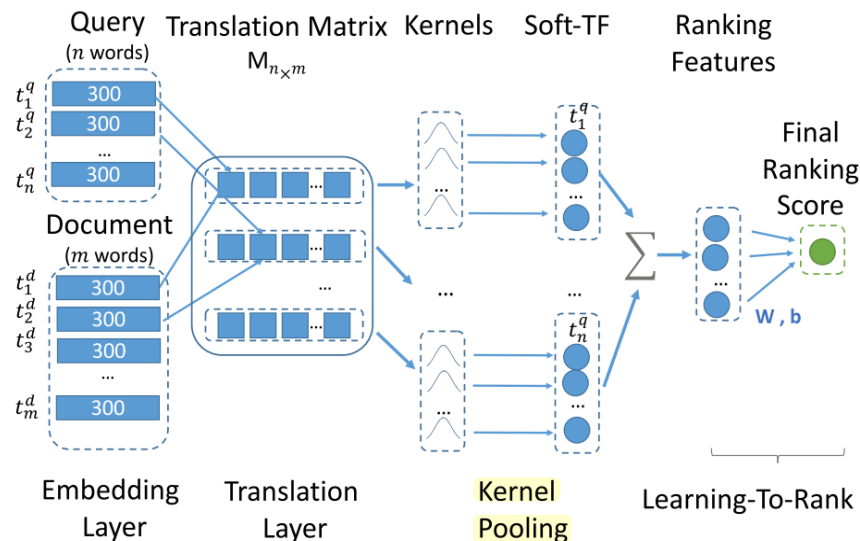 Query
(n words)
t_1^q 300
t_2^q 300
...
t_n^q 300
Document
(m words)
t_1^d 300
t_2^d 300
t_3^d 300
...
t_m^d 300
Embedding
Layer
Translation Matrix
M_{n×m}
...
...
...
...
Translation
Layer
Kernels
...
...
...
Kernel
Pooling
Soft-TF
t_1^q
...
...
t_n^q
...
∑
Ranking
Features
...
W , b
Final
Ranking
Score
Learning-To-Rank